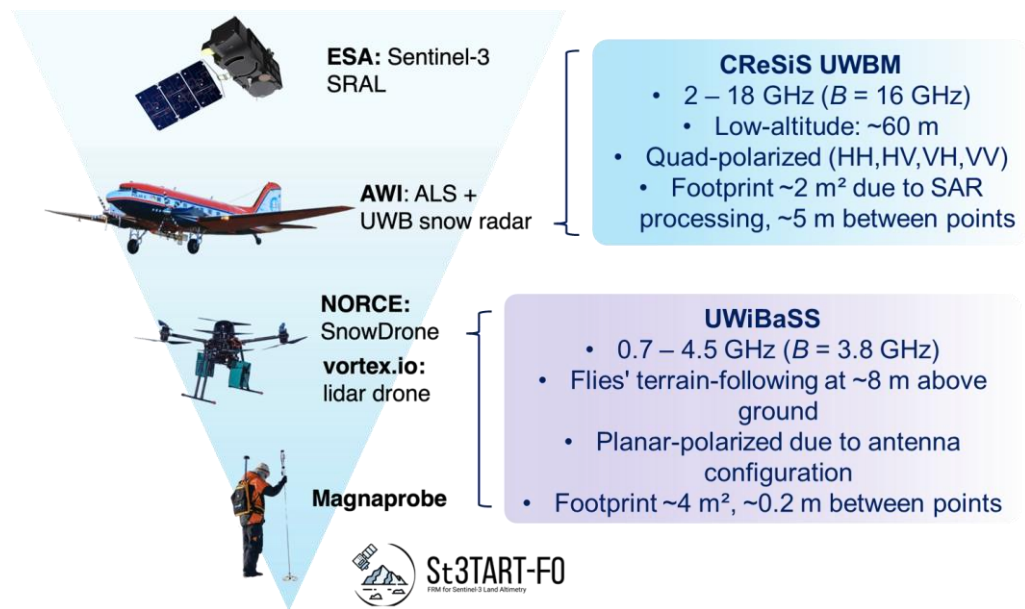 ESA: Sentinel-3
SRAL
AWI: ALS +
UWB snow radar
NORCE:
SnowDrone
vortex.io:
lidar drone
Magnaprobe
CReSiS UWBM
• 2 – 18 GHz (B = 16 GHz)
• Low-altitude: ~60 m
• Quad-polarized (HH,HV,VH,VV)
• Footprint ~2 m² due to SAR
processing, ~5 m between points
UWiBaSS
• 0.7 – 4.5 GHz (B = 3.8 GHz)
• Flies' terrain-following at ~8 m above
ground
• Planar-polarized due to antenna
configuration
• Footprint ~4 m², ~0.2 m between points
St3TART-FO
FRM for Sentinel-3 Land Altimetry